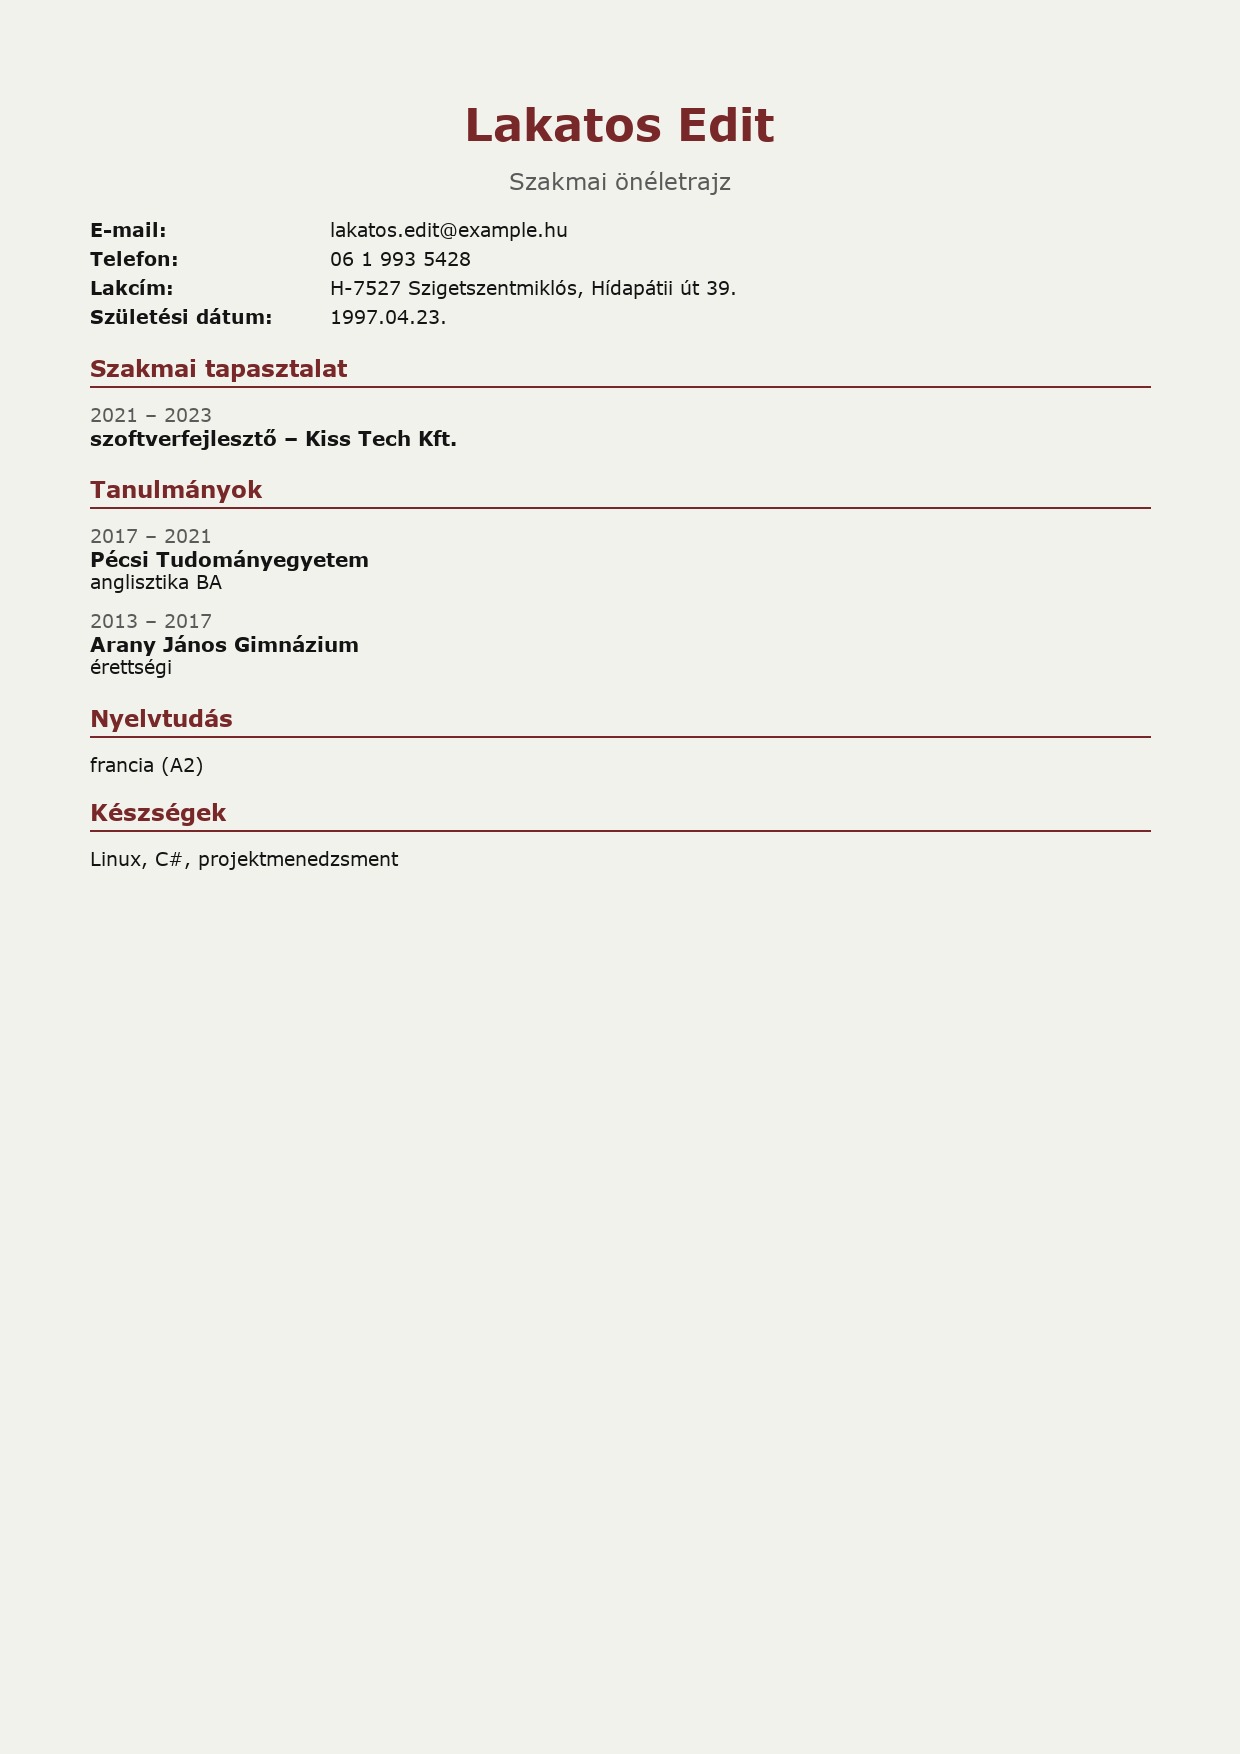 Lakatos Edit
Szakmai önéletrajz
E-mail: lakatos.edit@example.hu
Telefon: 06 1 993 5428
Lakcím: H-7527 Szigetszentmiklós, Hídapátii út 39.
Születési dátum: 1997.04.23.
Szakmai tapasztalat
2021 – 2023
szoftverfejlesztő – Kiss Tech Kft.
Tanulmányok
2017 – 2021
Pécsi Tudományegyetem
anglisztika BA
2013 – 2017
Arany János Gimnázium
érettségi
Nyelvtudás
francia (A2)
Készségek
Linux, C#, projektmenedzsment